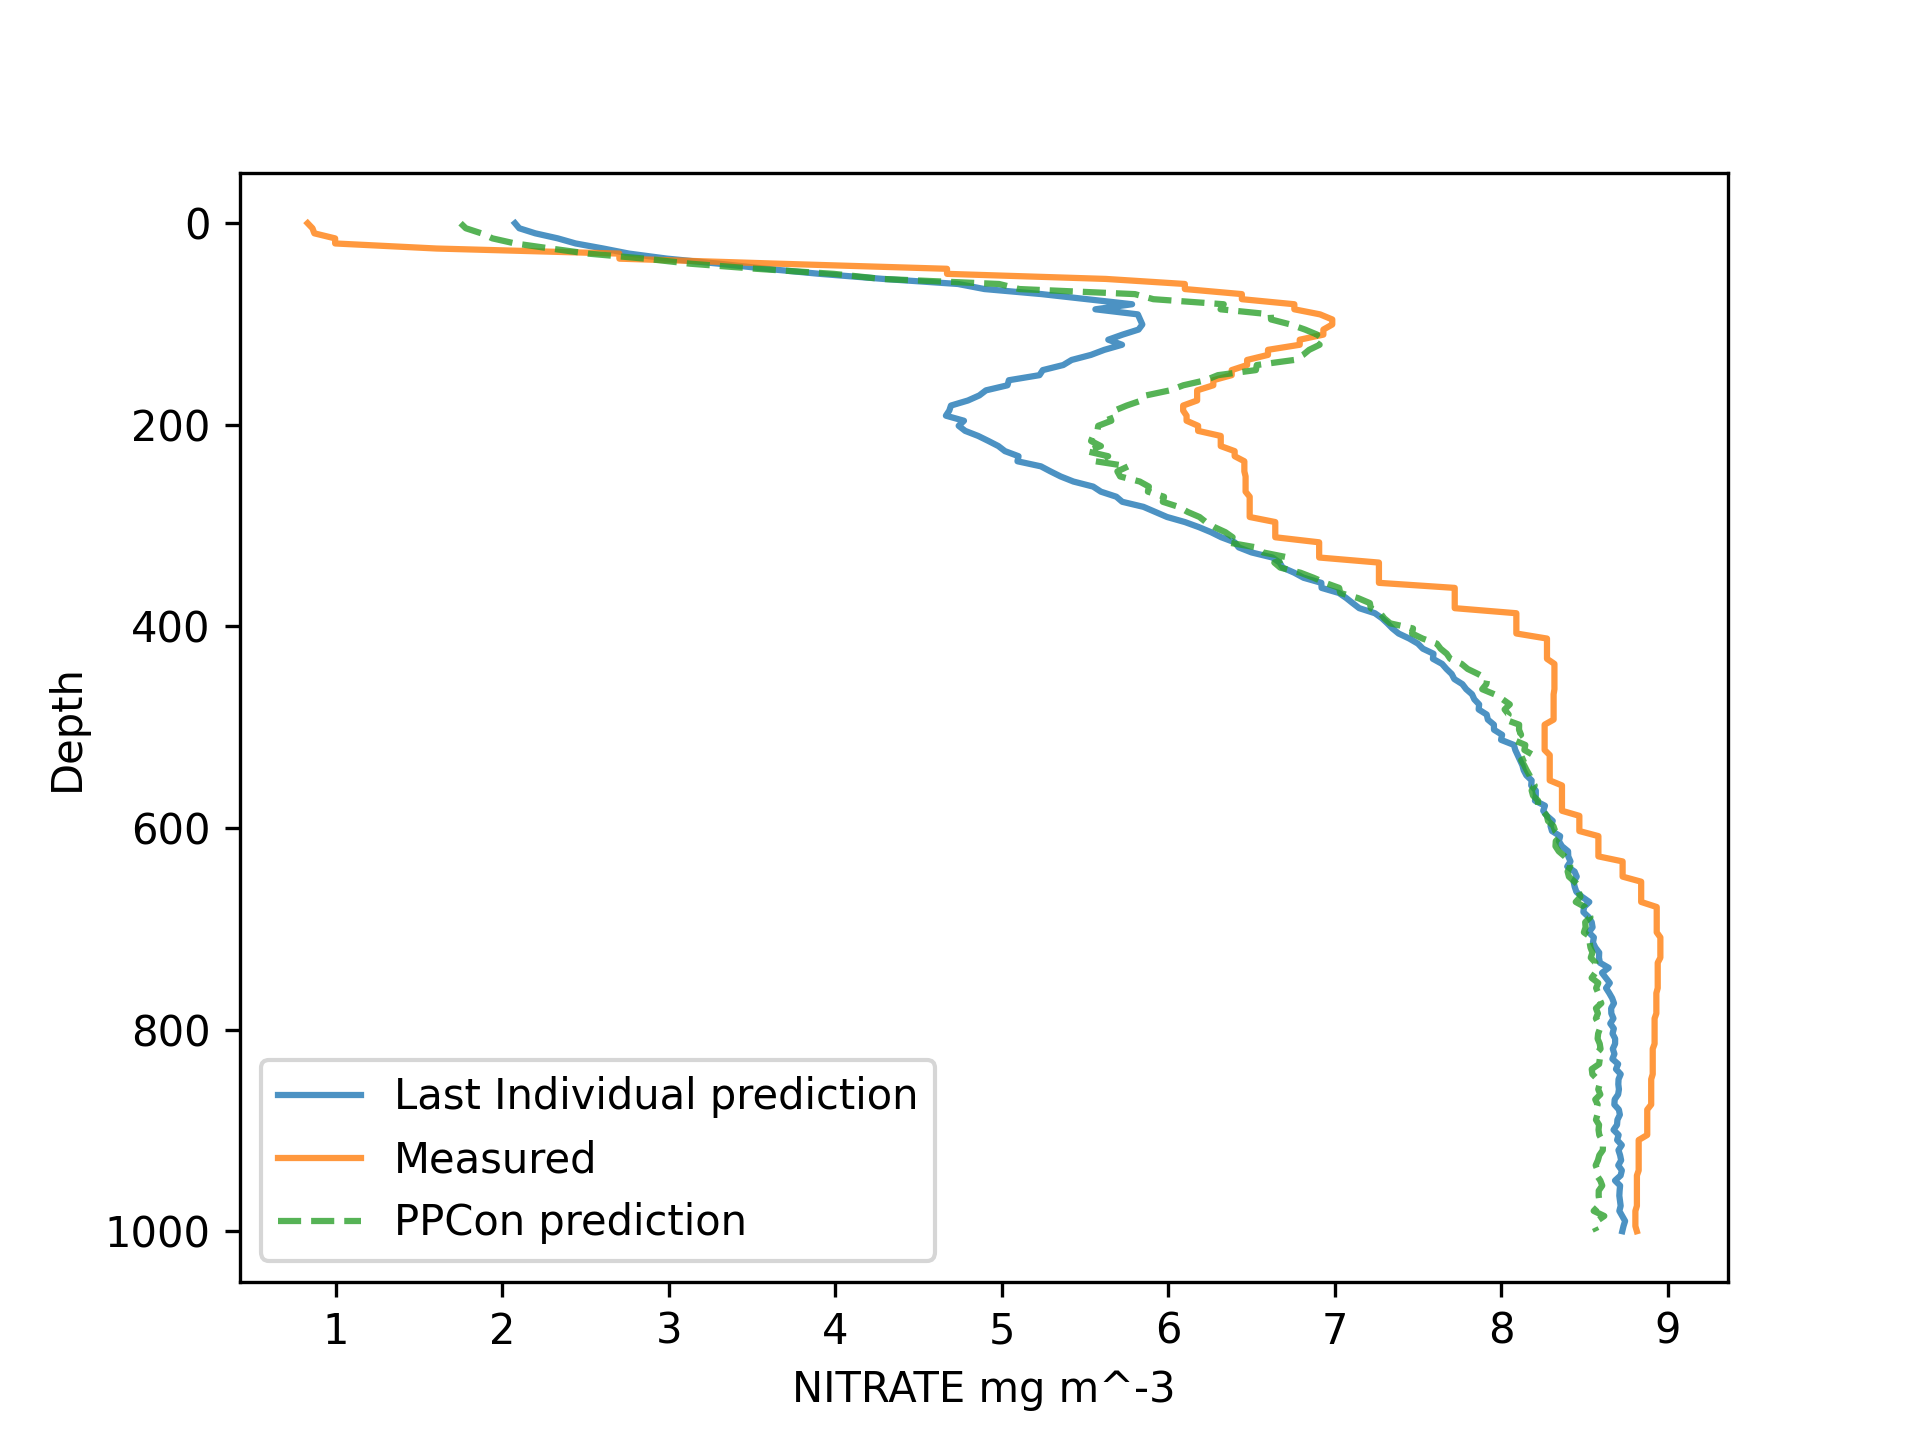 0
200
400
600
800
1000
Depth
Last Individual prediction
Measured
PPCon prediction
1 2 3 4 5 6 7 8 9
NITRATE mg m^-3